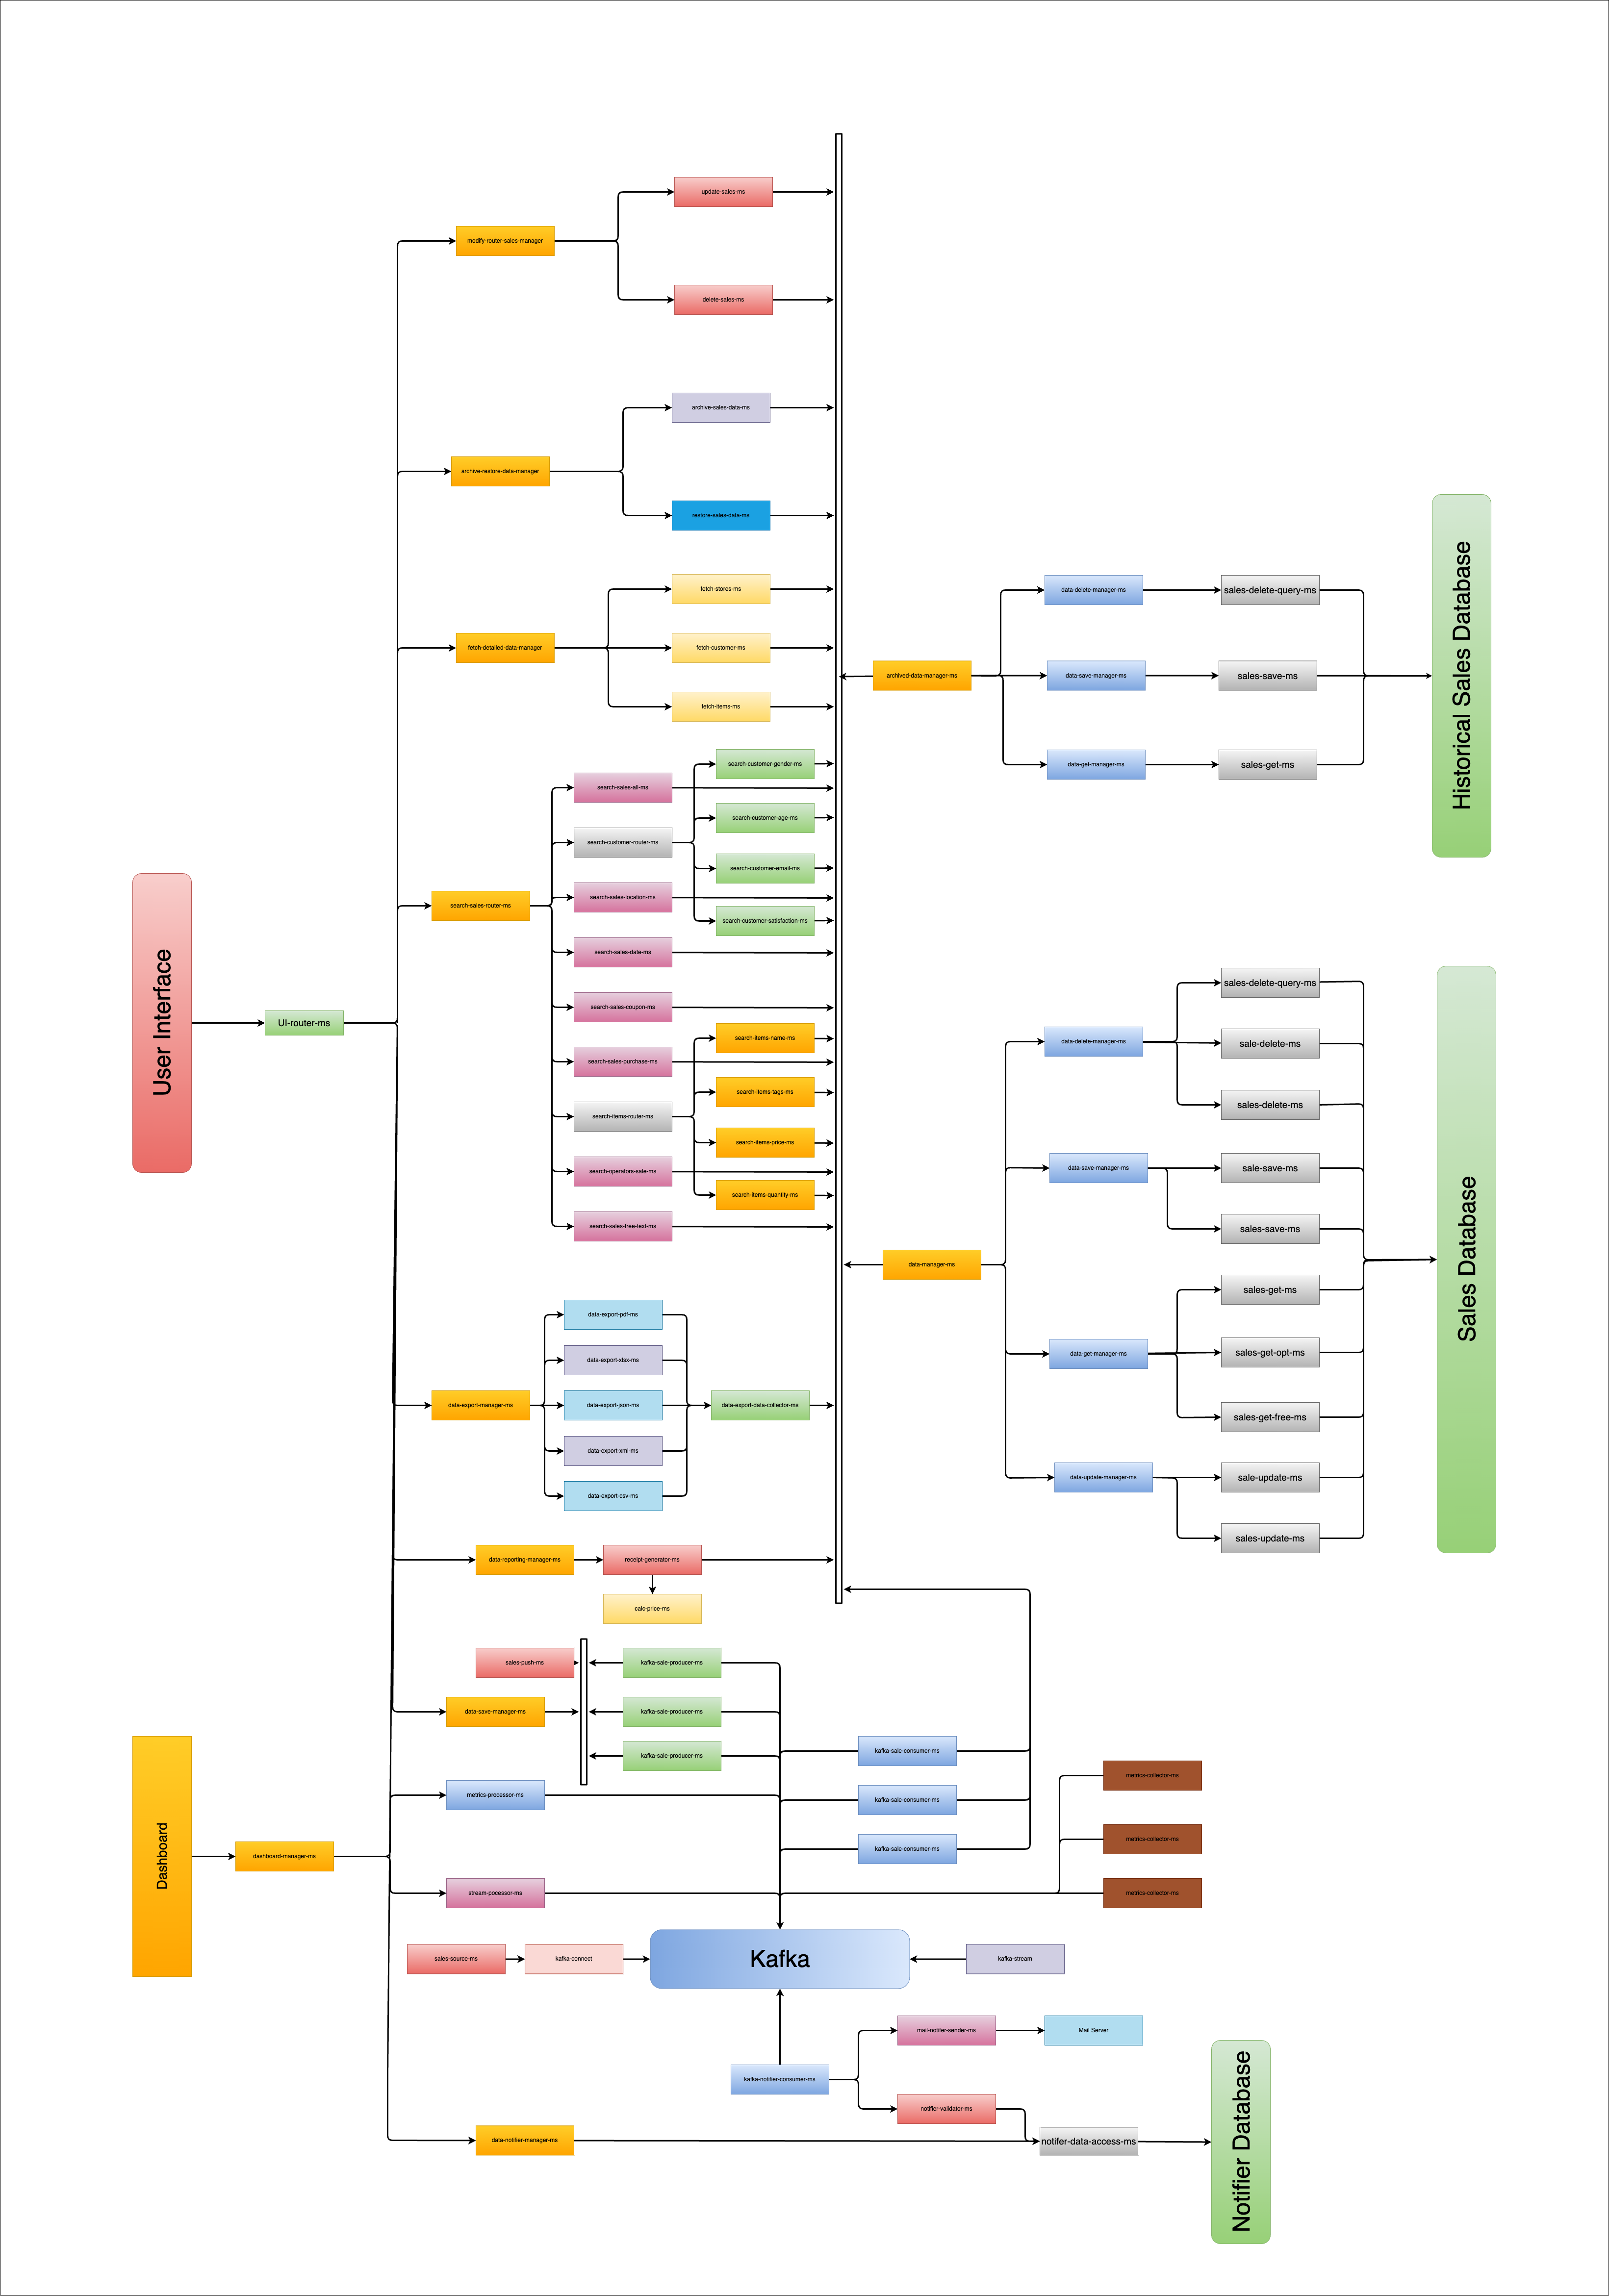 update-sales-ms
modify-router-sales-manager
delete-sales-ms
archive-sales-data-ms
archive-restore-data-manager
restore-sales-data-ms
fetch-stores-ms
fetch-detailed-data-manager
fetch-customer-ms
fetch-items-ms
archived-data-manager-ms
data-delete-manager-ms
sales-delete-query-ms
data-save-manager-ms
sales-save-ms
data-get-manager-ms
sales-get-ms
Historical Sales Database
search-customer-gender-ms
search-sales-all-ms
search-customer-age-ms
search-customer-router-ms
search-customer-email-ms
search-sales-location-ms
search-sales-router-ms
search-customer-satisfaction-ms
search-sales-date-ms
search-sales-coupon-ms
User Interface
UI-router-ms
search-items-name-ms
search-sales-purchase-ms
search-items-tags-ms
search-items-router-ms
search-items-price-ms
search-operators-sale-ms
search-items-quantity-ms
search-sales-free-text-ms
data-manager-ms
sales-delete-query-ms
data-delete-manager-ms
sale-delete-ms
sales-delete-ms
data-save-manager-ms
sale-save-ms
sales-save-ms
sales-get-ms
data-get-manager-ms
sales-get-opt-ms
sales-get-free-ms
data-update-manager-ms
sale-update-ms
sales-update-ms
Sales Database
data-export-pdf-ms
data-export-xlsx-ms
data-export-manager-ms
data-export-json-ms
data-export-data-collector-ms
data-export-xml-ms
data-export-csv-ms
data-reporting-manager-ms
receipt-generator-ms
calc-price-ms
sales-push-ms
kafka-sale-producer-ms
data-save-manager-ms
kafka-sale-producer-ms
kafka-sale-producer-ms
kafka-sale-consumer-ms
metrics-collector-ms
metrics-processor-ms
kafka-sale-consumer-ms
metrics-collector-ms
kafka-sale-consumer-ms
Dashboard
dashboard-manager-ms
stream-pocessor-ms
metrics-collector-ms
sales-source-ms
kafka-connect
Kafka
kafka-stream
mail-notifer-sender-ms
Mail Server
kafka-notifier-consumer-ms
notifier-validator-ms
data-notifier-manager-ms
notifer-data-access-ms
Notifier Database